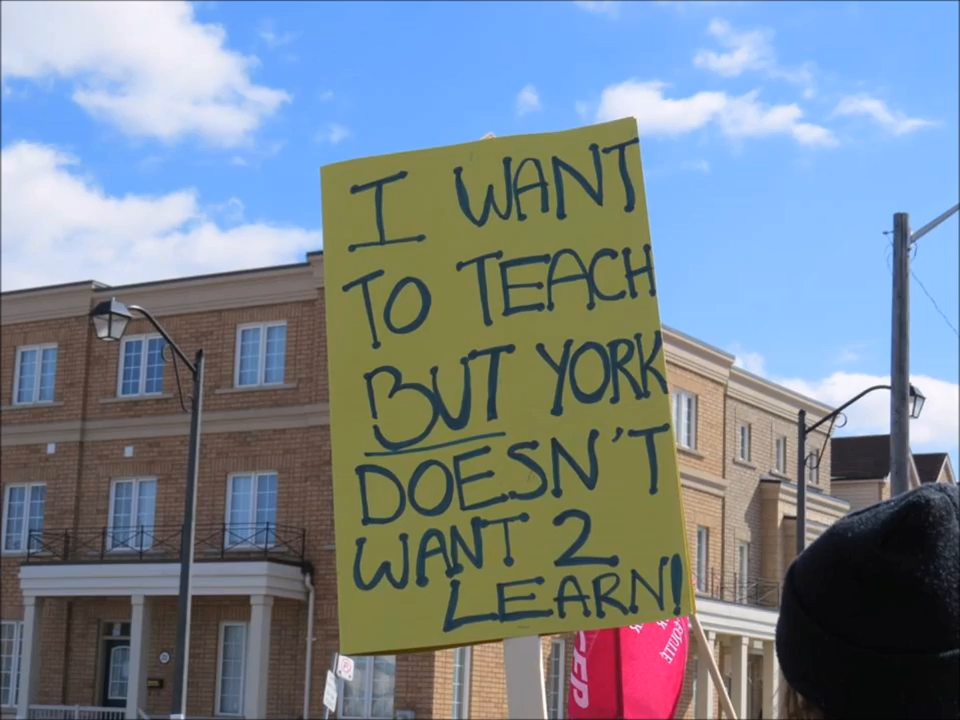 I WANT
TO TEACH
BUT YORK
DOESN'T
WANT 2
LEARN!